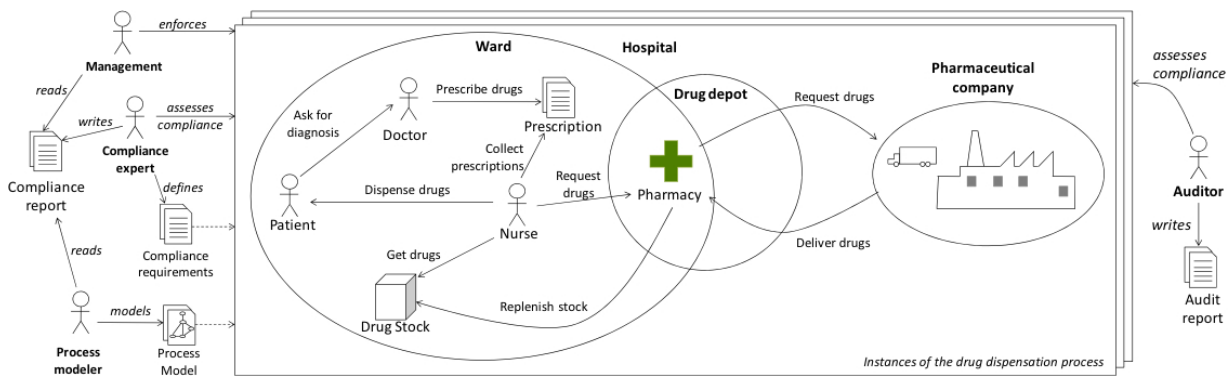 enforces
Management
reads
writes
assesses
compliance
Compliance
expert
Compliance
report
defines
Compliance
requirements
reads
models
Process
modeler
Process
Model
Ward
Hospital
Ask for
diagnosis
Doctor
Prescribe drugs
Prescription
Collect
prescriptions
Patient
Dispense drugs
Nurse
Request
drugs
Get drugs
Drug Stock
Replenish stock
Drug depot
Pharmacy
Request drugs
Deliver drugs
Pharmaceutical
company
Instances of the drug dispensation process
assesses
compliance
Auditor
writes
Audit
report